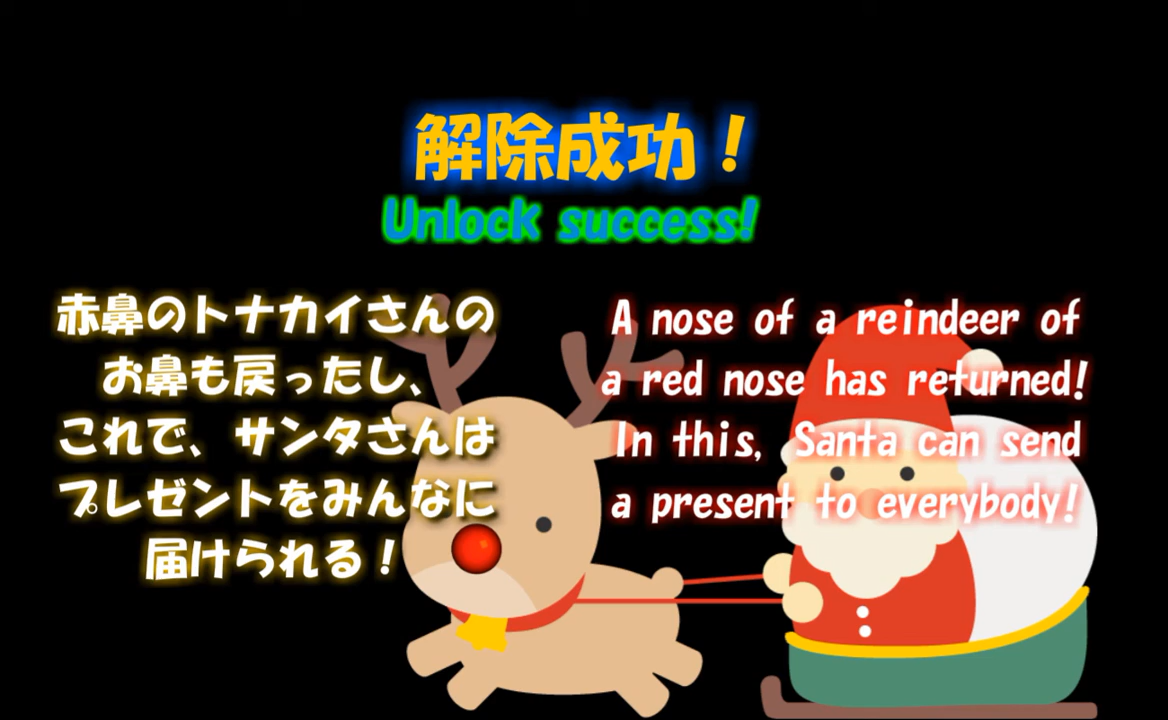 解除成功！
Unlock success!
赤鼻のトナカイさんの
お鼻も戻ったし、
これで、サンタさんは
プレゼントをみんなに
届けられる！
A nose of a reindeer of
a red nose has returned!
In this, Santa can send
a present to everybody!